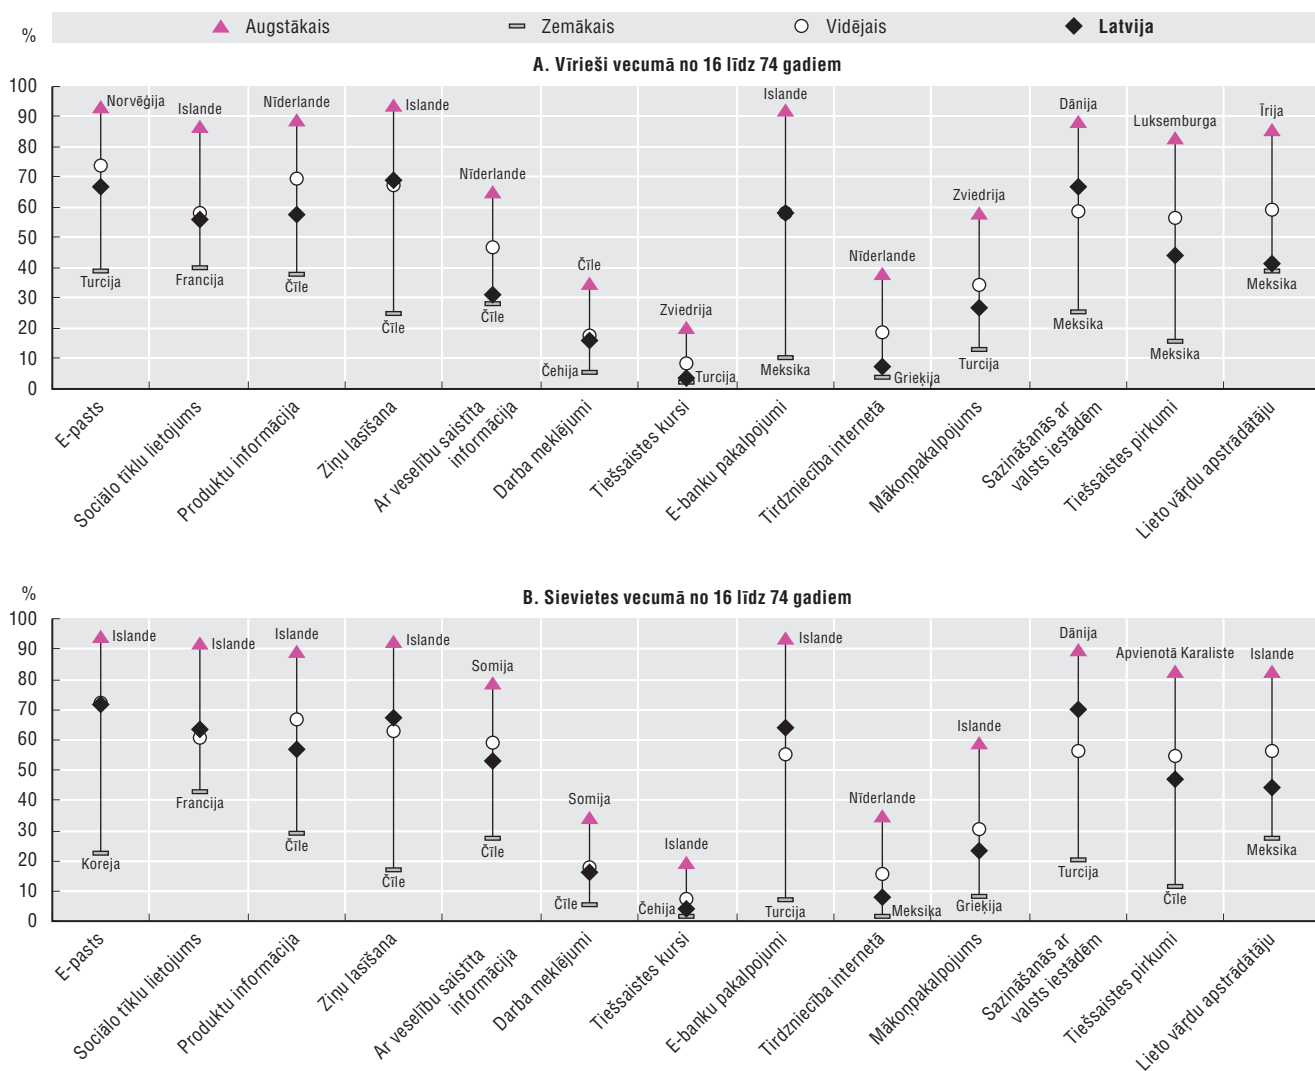 %
Augstākais
Zemākais
Vidējais
Latvija
A. Vīrieši vecumā no 16 līdz 74 gadiem
100
90
80
70
60
50
40
30
20
10
0
Norvēģija
Turcija
Islande
Francija
Nīderlande
Čīle
Islande
Čīle
Nīderlande
Čīle
Čīle
Čehija
Zviedrija
Turcija
Islande
Meksika
Nīderlande
Grieķija
Zviedrija
Turcija
Dānija
Meksika
Luksemburga
Meksika
Īrija
Meksika
E-pasts
Sociālo tīklu lietojums
Produktu informācija
Ziņu lasīšana
Ar veselību saistīta
informācija
Darba meklējumi
Tiešsaistes kursi
E-banku pakalpojumi
Tirdzniecība internetā
Mākoņpakalpojums
Sazināšanās ar
valsts iestādēm
Tiešsaistes pirkumi
Lieto vārdu apstrādātāju
%
B. Sievietes vecumā no 16 līdz 74 gadiem
100
90
80
70
60
50
40
30
20
10
0
Islande
Koreja
Islande
Francija
Islande
Čīle
Islande
Čīle
Somija
Čīle
Somija
Čīle
Islande
Čehija
Islande
Turcija
Nīderlande
Meksika
Islande
Grieķija
Dānija
Turcija
Apvienotā Karaliste
Čīle
Islande
Meksika
E-pasts
Sociālo tīklu lietojums
Produktu informācija
Ziņu lasīšana
Ar veselību saistīta
informācija
Darba meklējumi
Tiešsaistes kursi
E-banku pakalpojumi
Tirdzniecība internetā
Mākoņpakalpojums
Sazināšanās ar
valsts iestādēm
Tiešsaistes pirkumi
Lieto vārdu apstrādātāju